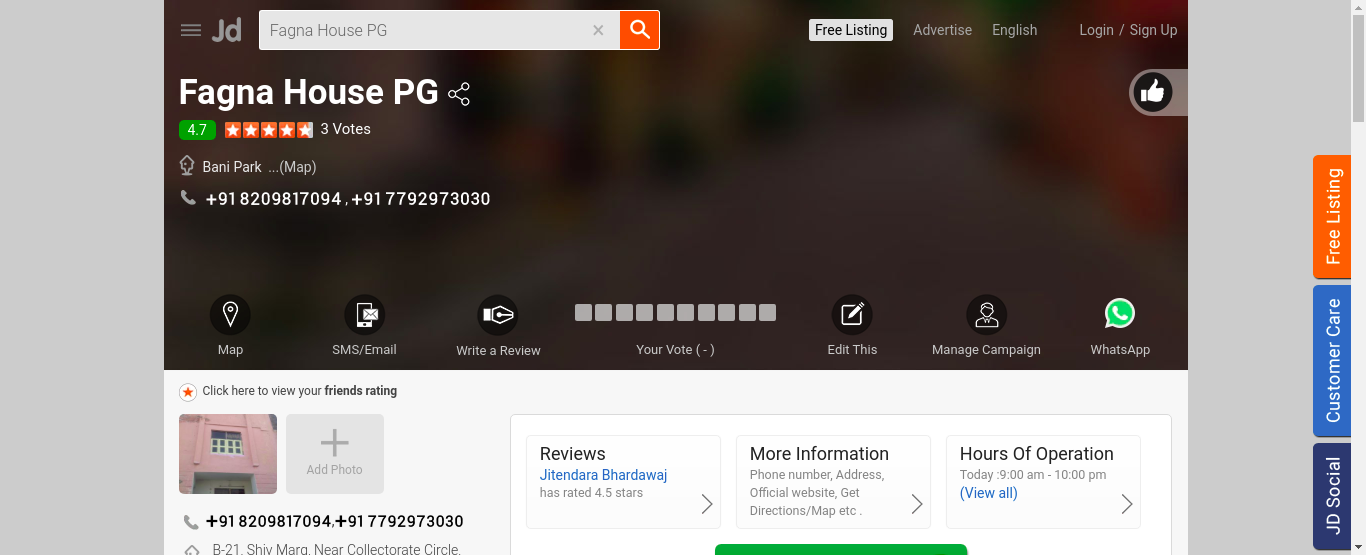 Jd
Fagna House PG
Free Listing
Advertise
English
Login / Sign Up
Fagna House PG
4.7
3 Votes
Bani Park ...(Map)
+91 8209817094 , +91 7792973030
Map
SMS/Email
Write a Review
Your Vote ( - )
Edit This
Manage Campaign
WhatsApp
Click here to view your friends rating
Add Photo
+91 8209817094,+91 7792973030
B-21, Shiv Marg, Near Collectorate Circle,
Reviews
Jitendara Bhardawaj
has rated 4.5 stars
More Information
Phone number, Address,
Official website, Get
Directions/Map etc .
Hours Of Operation
Today :9:00 am - 10:00 pm
(View all)
Free Listing
Customer Care
JD Social